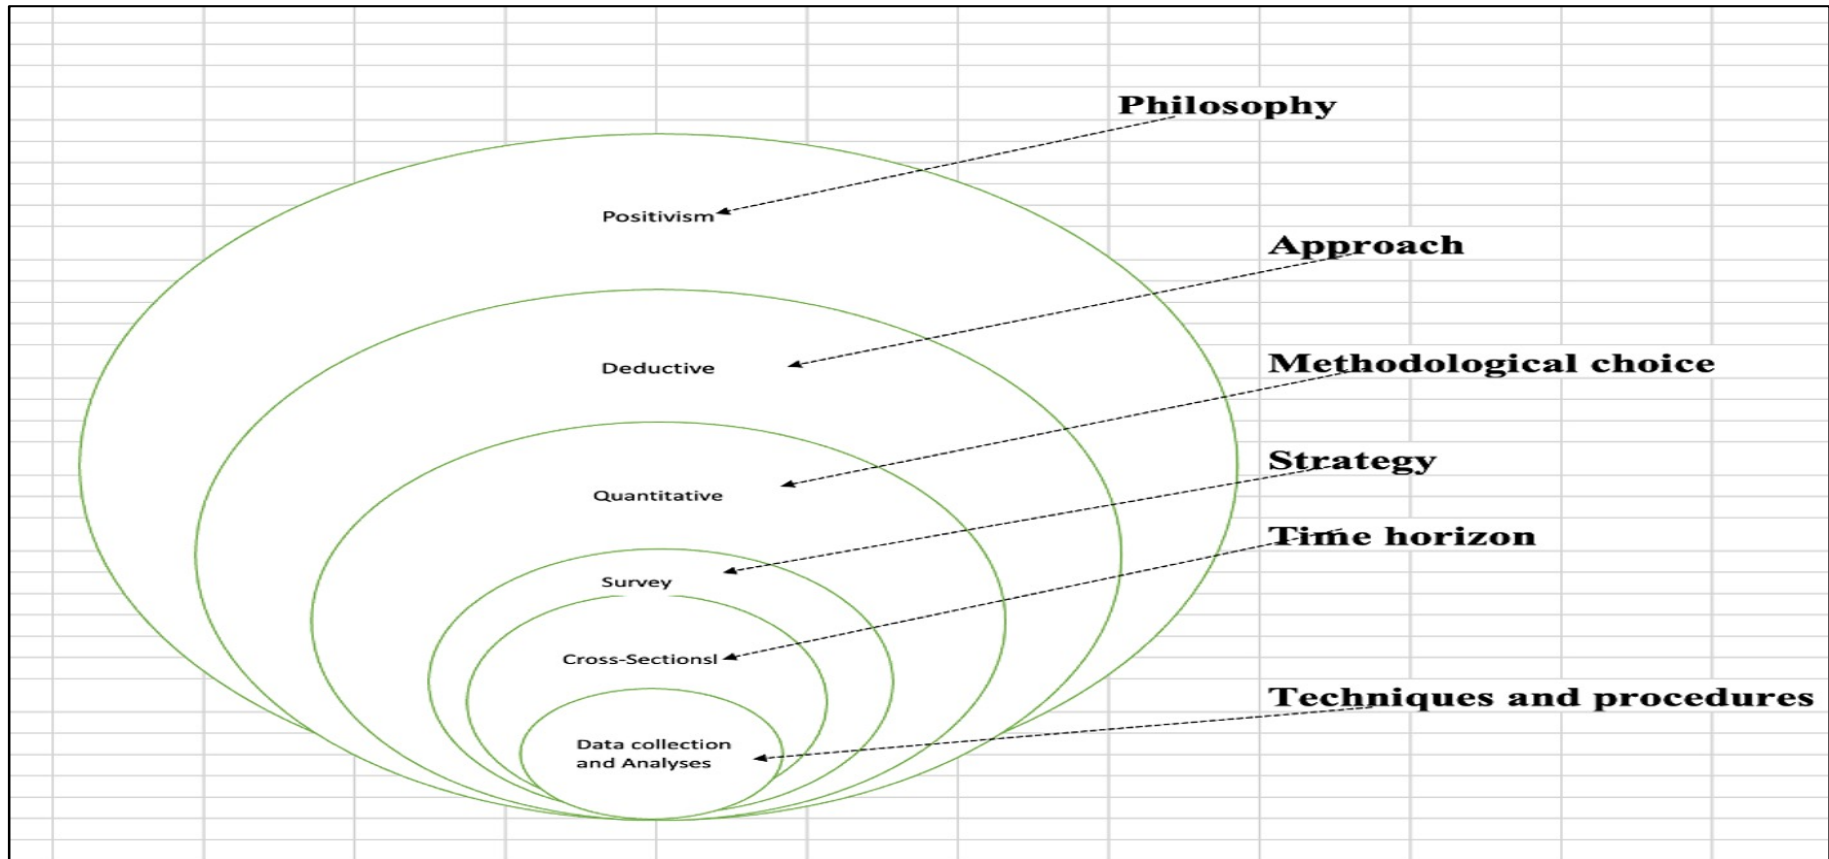 Philosophy
Positivism
Approach
Deductive
Methodological choice
Quantitative
Strategy
Survey
Time horizon
Cross-Sectionsl
Techniques and procedures
Data collection
and Analyses